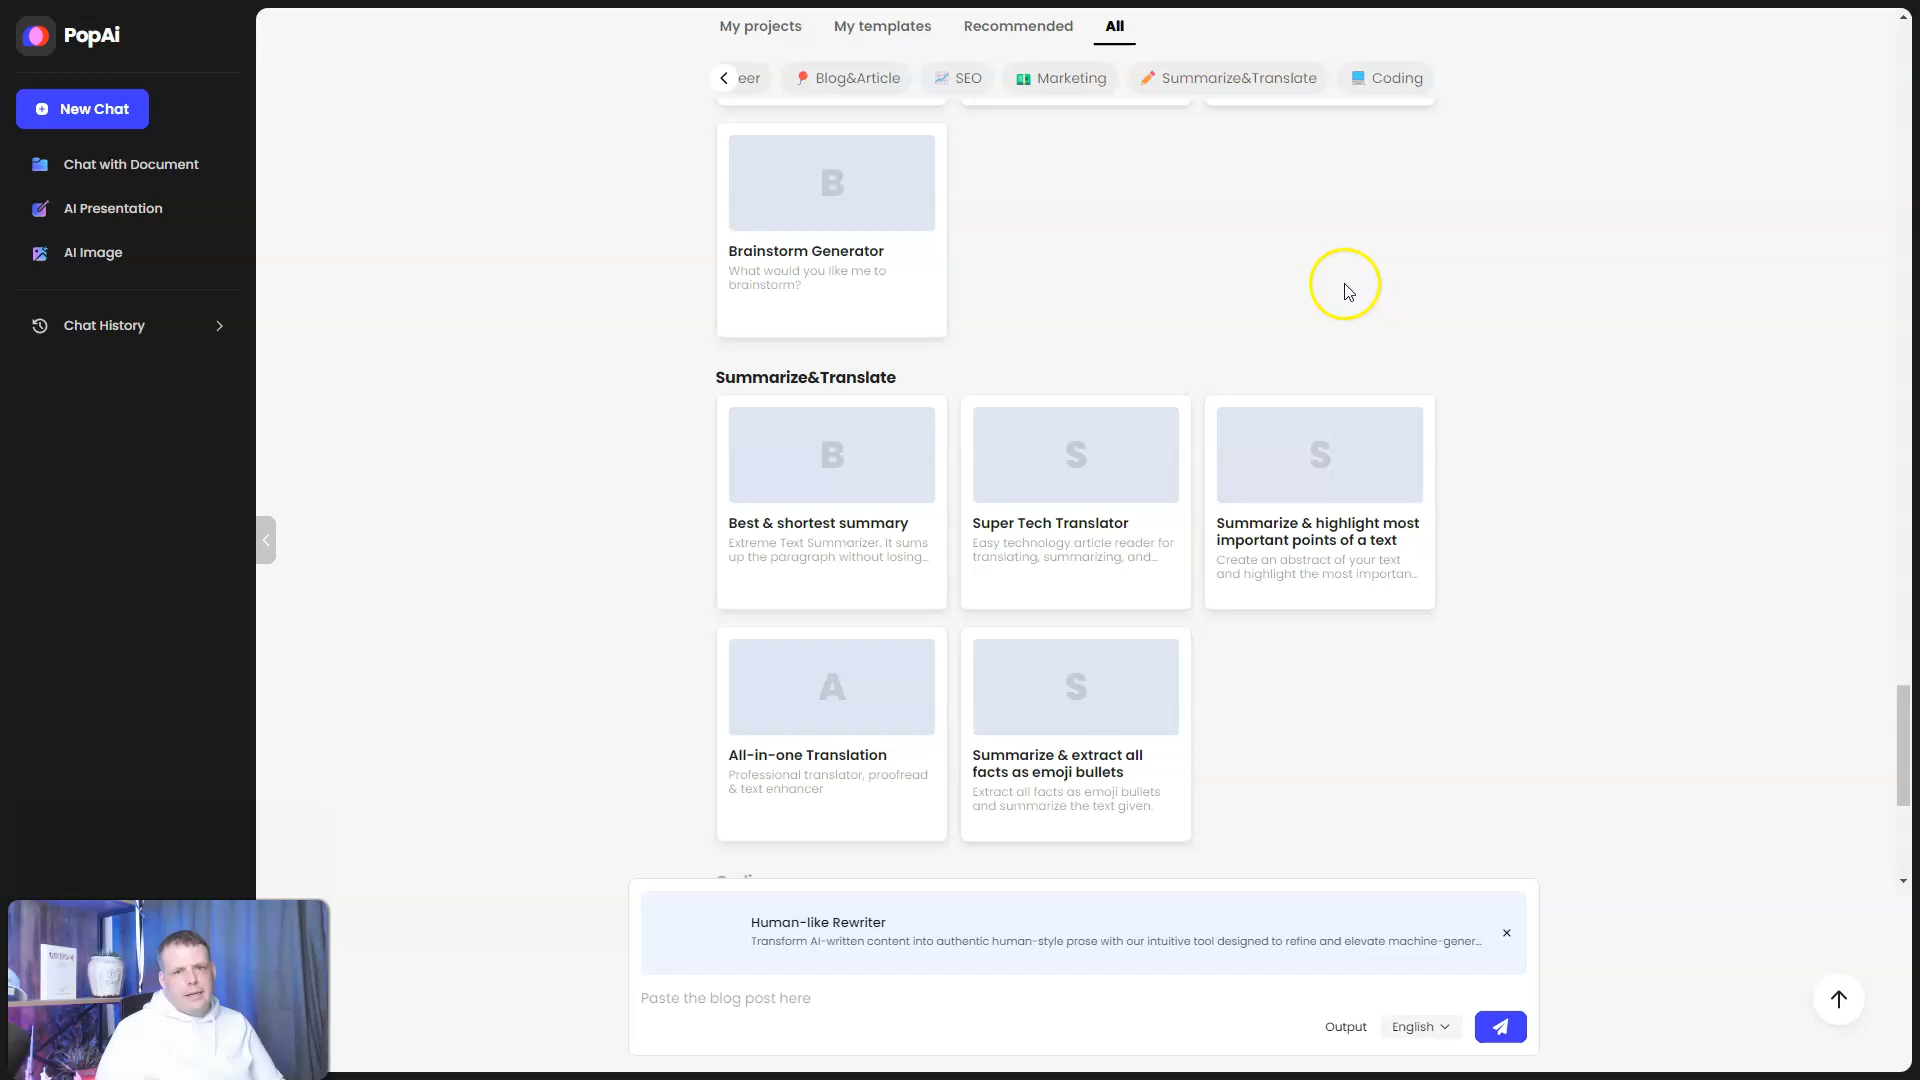 PopAi
New Chat
Chat with Document
AI Presentation
AI Image
Chat History
My projects
My templates
Recommended
All
eer
Blog&Article
SEO
Marketing
Summarize&Translate
Coding
B
Brainstorm Generator
What would you like me to
brainstorm?
Summarize&Translate
B
Best & shortest summary
Extreme Text Summarizer. It sums
up the paragraph without losing...
S
Super Tech Translator
Easy technology article reader for
translating, summarizing, and...
S
Summarize & highlight most
important points of a text
Create an abstract of your text
and highlight the most importan...
A
All-in-one Translation
Professional translator, proofread
& text enhancer
S
Summarize & extract all
facts as emoji bullets
Extract all facts as emoji bullets
and summarize the text given.
Human-like Rewriter
Transform AI-written content into authentic human-style prose with our intuitive tool designed to refine and elevate machine-gener...
Paste the blog post here
Output
English